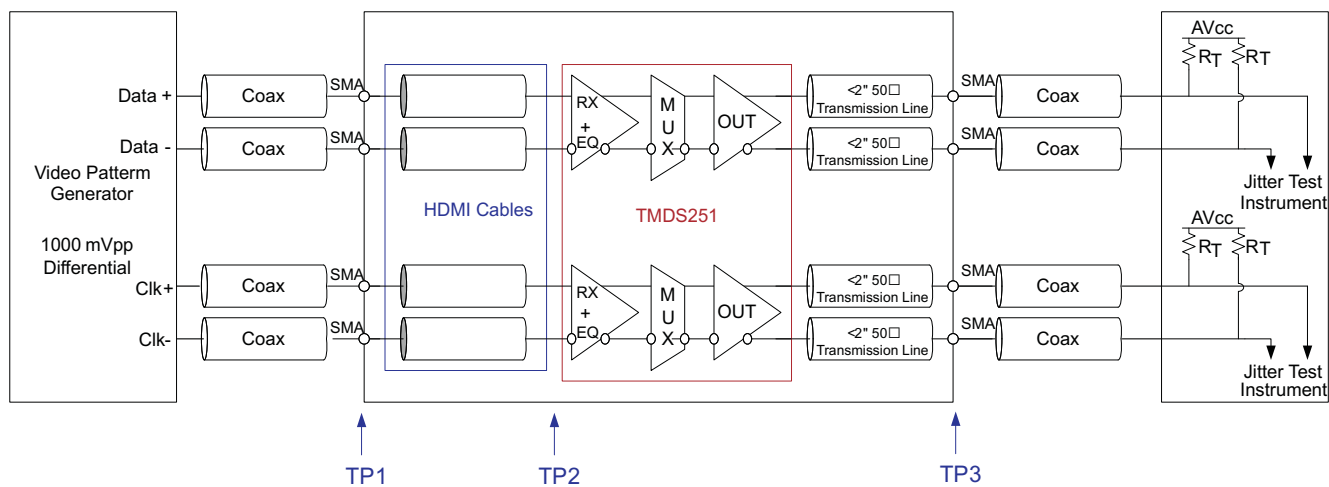 Data +
Data -
Video Patterm
Generator
1000 mVpp
Differential
Clk+
Clk-
Coax
SMA
Coax
SMA
Coax
SMA
Coax
SMA
HDMI Cables
RX
+
EQ
M
U
X
OUT
TMDS251
RX
+
EQ
M
U
X
OUT
<2" 50□
Transmission Line
<2" 50□
Transmission Line
<2" 50□
Transmission Line
<2" 50□
Transmission Line
SMA
Coax
SMA
Coax
SMA
Coax
SMA
Coax
AVcc
RT
RT
Jitter Test
Instrument
AVcc
RT
RT
Jitter Test
Instrument
TP1
TP2
TP3